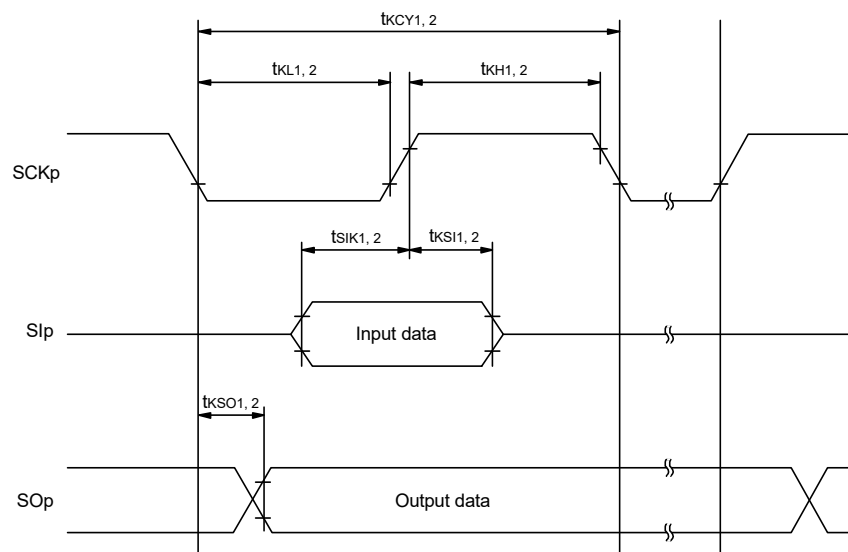 tKCY1, 2
tKL1, 2
tKH1, 2
SCKp
tSIK1, 2
tKSI1, 2
SIp
Input data
tKSO1, 2
SOp
Output data